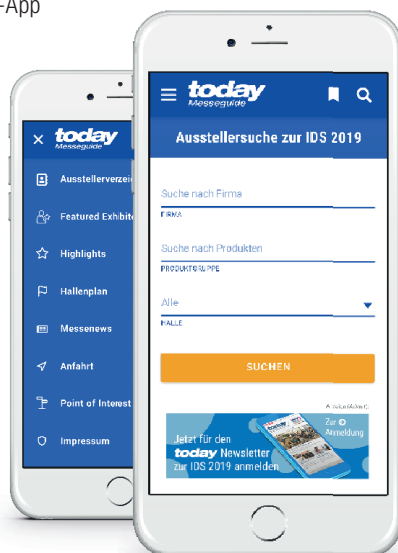 -App
today
Messeguide
Ausstellerverzei
Featured Exhibit
Highlights
Hallenplan
Messenews
Anfahrt
Point of Interest
Impressum
today
Messeguide
Ausstellersuche zur IDS 2019
Suche nach Firma
FIRMA
Suche nach Produkten
PRODUKTGRUPPE
Alle
HALLE
SUCHEN
Jetzt für den
today Newsletter
zur IDS 2019 anmelden
Zur
Anmeldung